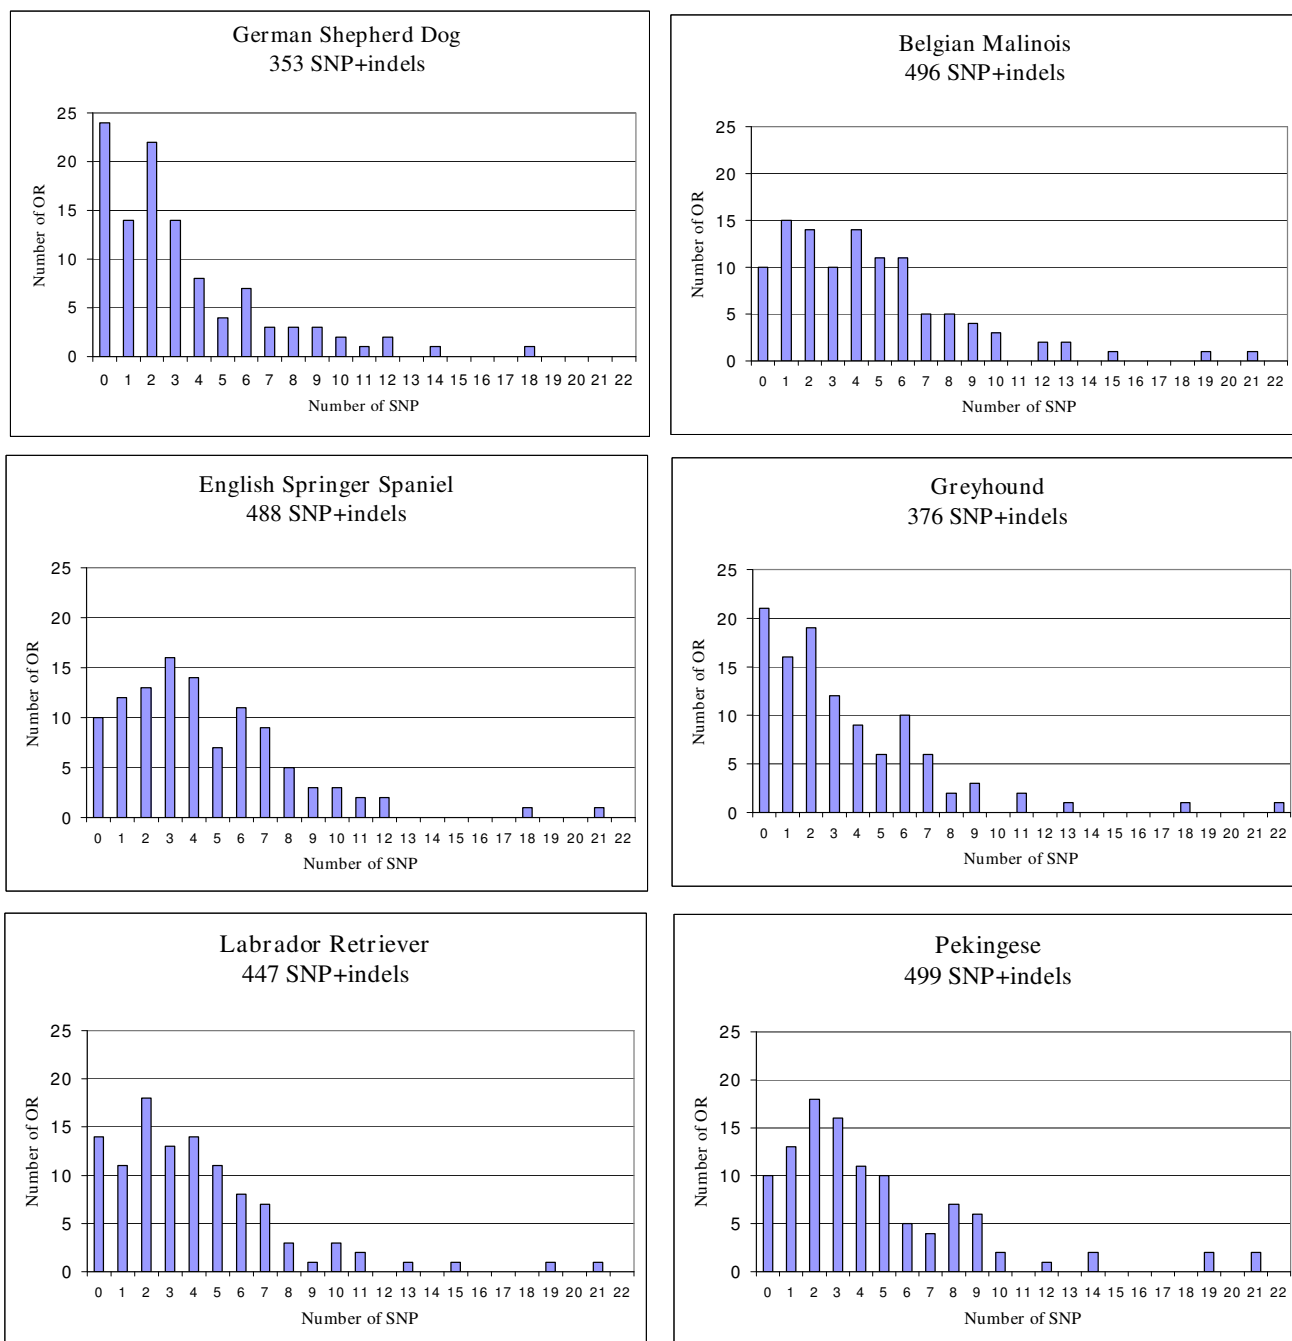 German Shepherd Dog
353 SNP+indels
25
20
15
10
5
0
Number of OR
0 1 2 3 4 5 6 7 8 9 10 11 12 13 14 15 16 17 18 19 20 21 22
Number of SNP
Belgian Malinois
496 SNP+indels
25
20
15
10
5
0
Number of OR
0 1 2 3 4 5 6 7 8 9 10 11 12 13 14 15 16 17 18 19 20 21 22
Number of SNP
English Springer Spaniel
488 SNP+indels
25
20
15
10
5
0
Number of OR
0 1 2 3 4 5 6 7 8 9 10 11 12 13 14 15 16 17 18 19 20 21 22
Number of SNP
Greyhound
376 SNP+indels
25
20
15
10
5
0
Number of OR
0 1 2 3 4 5 6 7 8 9 10 11 12 13 14 15 16 17 18 19 20 21 22
Number of SNP
Labrador Retriever
447 SNP+indels
25
20
15
10
5
0
Number of OR
0 1 2 3 4 5 6 7 8 9 10 11 12 13 14 15 16 17 18 19 20 21 22
Number of SNP
Pekingese
499 SNP+indels
25
20
15
10
5
0
Number of OR
0 1 2 3 4 5 6 7 8 9 10 11 12 13 14 15 16 17 18 19 20 21 22
Number of SNP